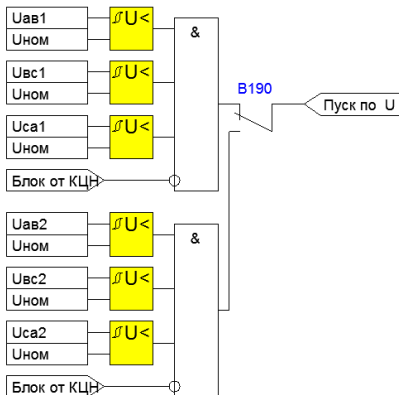 Uав1
Uном
U<
&
Uвс1
Uном
U<
B190
Пуск по U
Uса1
Uном
U<
Блок от КЦН
Uав2
Uном
U<
&
Uвс2
Uном
U<
Uса2
Uном
U<
Блок от КЦН